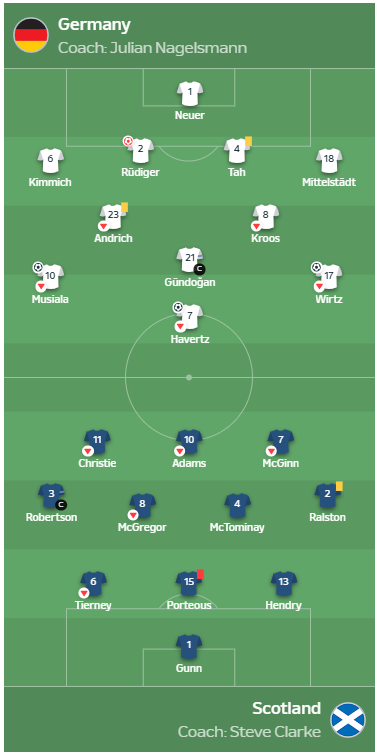 Germany
Coach: Julian Nagelsmann
1
Neuer
6
Kimmich
2
Rüdiger
4
Tah
18
Mittelstädt
23
Andrich
8
Kroos
10
Musiala
21
C
Gündoğan
17
Wirtz
7
Havertz
11
Christie
10
Adams
7
McGinn
3
C
Robertson
8
McGregor
4
McTominay
2
Ralston
6
Tierney
15
Porteous
13
Hendry
1
Gunn
Scotland
Coach: Steve Clarke